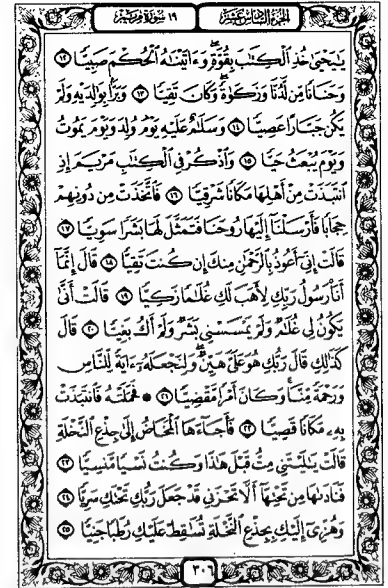 الجزء السادس عشر ١٩ سورة مريم
يَٰيَحْيَىٰ خُذِ ٱلْكِتَٰبَ بِقُوَّةٍ وَءَاتَيْنَٰهُ ٱلْحُكْمَ صَبِيًّا ١٢
وَحَنَانًا مِّن لَّدُنَّا وَزَكَوٰةً وَكَانَ تَقِيًّا ١٣ وَبَرًّۢا بِوَٰلِدَيْهِ وَلَمْ
يَكُن جَبَّارًا عَصِيًّا ١٤ وَسَلَٰمٌ عَلَيْهِ يَوْمَ وُلِدَ وَيَوْمَ يَمُوتُ
وَيَوْمَ يُبْعَثُ حَيًّا ١٥ وَٱذْكُرْ فِى ٱلْكِتَٰبِ مَرْيَمَ إِذِ
ٱنتَبَذَتْ مِنْ أَهْلِهَا مَكَانًا شَرْقِيًّا ١٦ فَٱتَّخَذَتْ مِن دُونِهِمْ
حِجَابًا فَأَرْسَلْنَآ إِلَيْهَا رُوحَنَا فَتَمَثَّلَ لَهَا بَشَرًا سَوِيًّا ١٧
قَالَتْ إِنِّىٓ أَعُوذُ بِٱلرَّحْمَٰنِ مِنكَ إِن كُنتَ تَقِيًّا ١٨ قَالَ إِنَّمَآ
أَنَا۠ رَسُولُ رَبِّكِ لِأَهَبَ لَكِ غُلَٰمًا زَكِيًّا ١٩ قَالَتْ أَنَّىٰ
يَكُونُ لِى غُلَٰمٌ وَلَمْ يَمْسَسْنِى بَشَرٌ وَلَمْ أَكُ بَغِيًّا ٢٠ قَالَ
كَذَٰلِكِ قَالَ رَبُّكِ هُوَ عَلَىَّ هَيِّنٌ وَلِنَجْعَلَهُۥٓ ءَايَةً لِّلنَّاسِ
وَرَحْمَةً مِّنَّا وَكَانَ أَمْرًا مَّقْضِيًّا ٢١ ۞ فَحَمَلَتْهُ فَٱنتَبَذَتْ
بِهِۦ مَكَانًا قَصِيًّا ٢٢ فَأَجَآءَهَا ٱلْمَخَاضُ إِلَىٰ جِذْعِ ٱلنَّخْلَةِ
قَالَتْ يَٰلَيْتَنِى مِتُّ قَبْلَ هَٰذَا وَكُنتُ نَسْيًا مَّنسِيًّا ٢٣
فَنَادَىٰهَا مِن تَحْتِهَآ أَلَّا تَحْزَنِى قَدْ جَعَلَ رَبُّكِ تَحْتَكِ سَرِيًّا ٢٤
وَهُزِّىٓ إِلَيْكِ بِجِذْعِ ٱلنَّخْلَةِ تُسَٰقِطْ عَلَيْكِ رُطَبًا جَنِيًّا ٢٥
٣٠٦